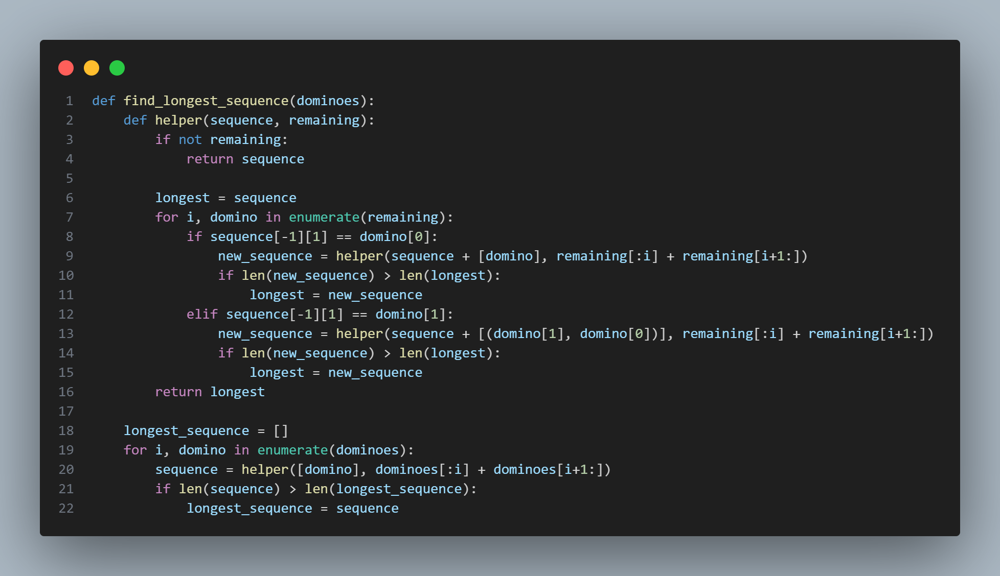 1 def find_longest_sequence(dominoes):
2     def helper(sequence, remaining):
3         if not remaining:
4             return sequence
5
6         longest = sequence
7         for i, domino in enumerate(remaining):
8             if sequence[-1][1] == domino[0]:
9                 new_sequence = helper(sequence + [domino], remaining[:i] + remaining[i+1:])
10                 if len(new_sequence) > len(longest):
11                     longest = new_sequence
12             elif sequence[-1][1] == domino[1]:
13                 new_sequence = helper(sequence + [(domino[1], domino[0])], remaining[:i] + remaining[i+1:])
14                 if len(new_sequence) > len(longest):
15                     longest = new_sequence
16         return longest
17
18     longest_sequence = []
19     for i, domino in enumerate(dominoes):
20         sequence = helper([domino], dominoes[:i] + dominoes[i+1:])
21         if len(sequence) > len(longest_sequence):
22             longest_sequence = sequence